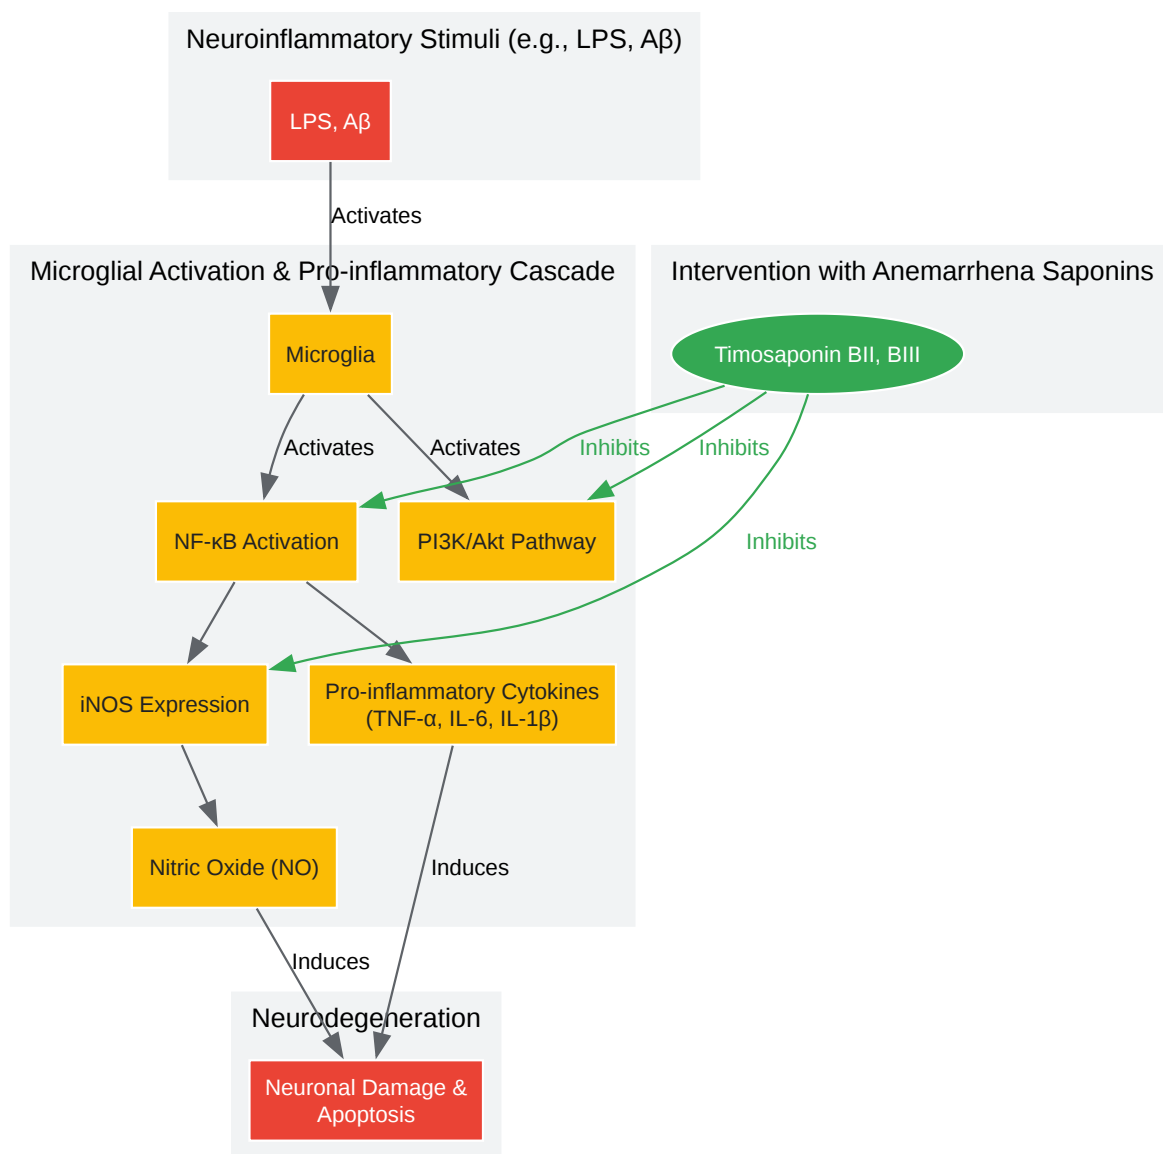 Neuroinflammatory Stimuli (e.g., LPS, Aβ)
LPS, Aβ
Activates
Microglial Activation & Pro-inflammatory Cascade
Intervention with Anemarrhena Saponins
Microglia
Timosaponin BII, BIII
Activates
Activates
Inhibits
Inhibits
NF-κB Activation
PI3K/Akt Pathway
Inhibits
iNOS Expression
Pro-inflammatory Cytokines
(TNF-α, IL-6, IL-1β)
Nitric Oxide (NO)
Induces
Induces
Neurodegeneration
Neuronal Damage &
Apoptosis